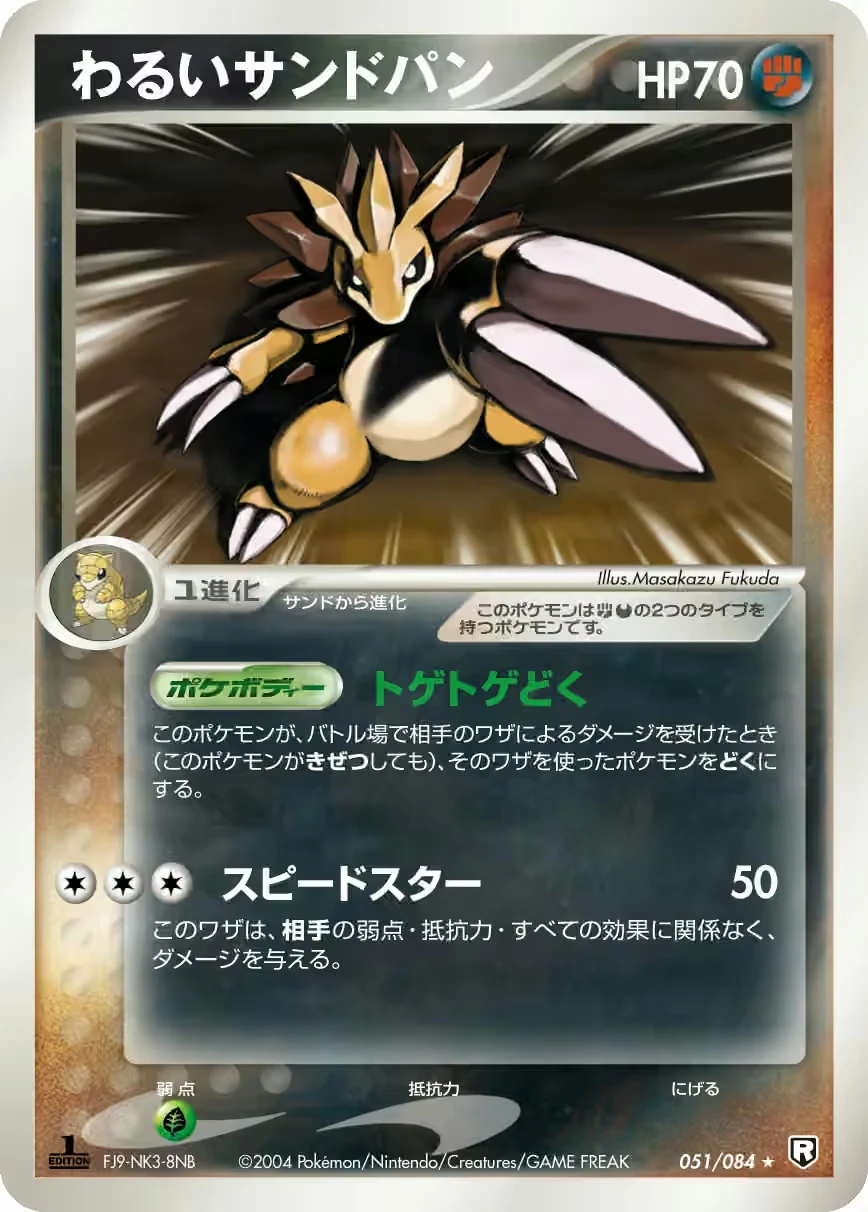 わるいサンドパン HP70
Illus.Masakazu Fukuda
1進化 サンドから進化
このポケモンは の2つのタイプを
持つポケモンです。
ポケボディー トゲトゲどく
このポケモンが、バトル場で相手のワザによるダメージを受けたとき
(このポケモンがきぜつしても)、そのワザを使ったポケモンをどくに
する。
スピードスター 50
このワザは、相手の弱点・抵抗力・すべての効果に関係なく、
ダメージを与える。
弱点 抵抗力 にげる
1 EDITION FJ9-NK3-8NB ©2004 Pokémon/Nintendo/Creatures/GAME FREAK 051/084 ★ R